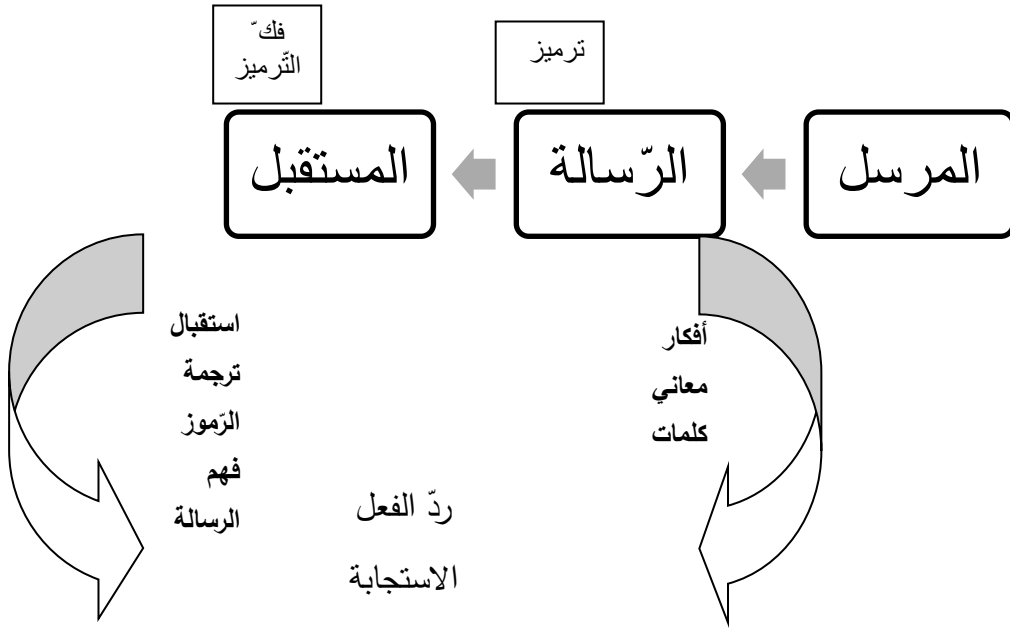 ترميز
فكّ
التّرميز
المرسل
الرّسالة
المستقبل
أفكار
معاني
كلمات
استقبال
ترجمة
الرّموز
فهم
الرسالة
ردّ الفعل
الاستجابة